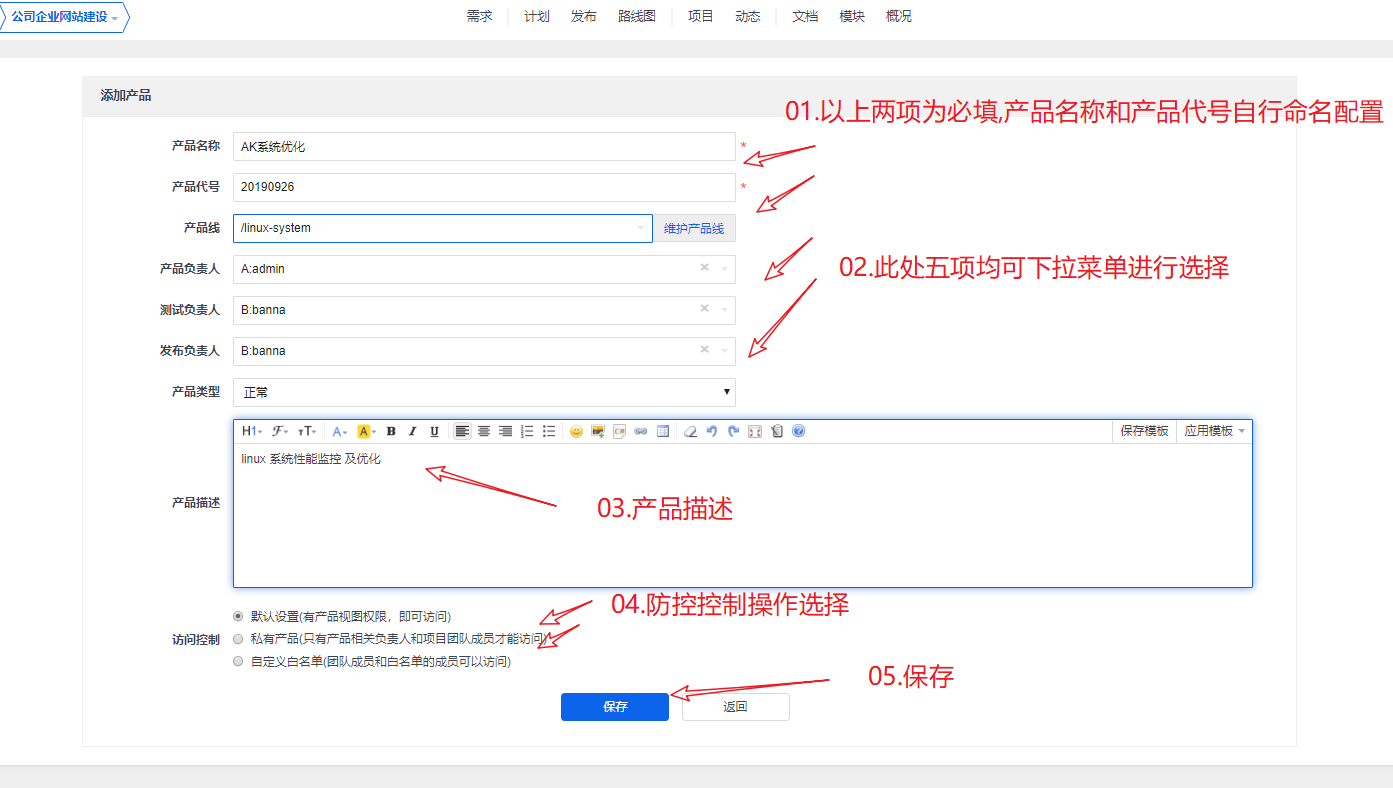 公司企业网站建设
需求 计划 发布 路线图 项目 动态 文档 模块 概况
添加产品
01.以上两项为必填,产品名称和产品代号自行命名配置
产品名称 AK系统优化 *
产品代号 20190926 *
产品线 /linux-system 维护产品线
02.此处五项均可下拉菜单进行选择
产品负责人 A:admin ×
测试负责人 B:banna ×
发布负责人 B:banna ×
产品类型 正常
H1 F TT A A B I U 保存模板 应用模板
linux 系统性能监控 及优化
产品描述
03.产品描述
04.防控控制操作选择
默认设置(有产品视图权限，即可访问)
访问控制 私有产品(只有产品相关负责人和项目团队成员才能访问)
自定义白名单(团队成员和白名单的成员可以访问)
05.保存
保存 返回